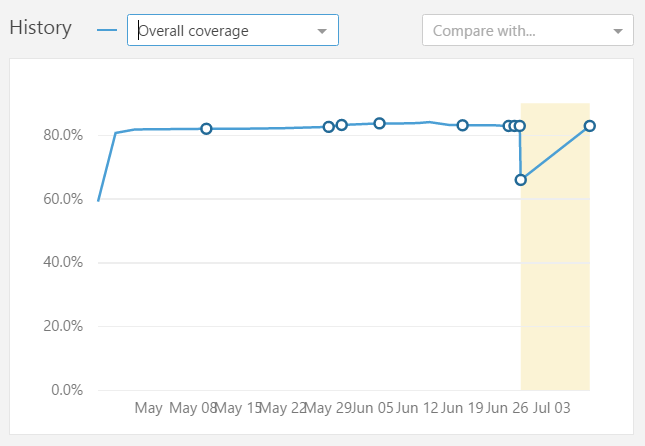 History Overall coverage Compare with...
80.0%
60.0%
40.0%
20.0%
0.0%
May May 08 May 15 May 22 May 29 Jun 05 Jun 12 Jun 19 Jun 26 Jul 03